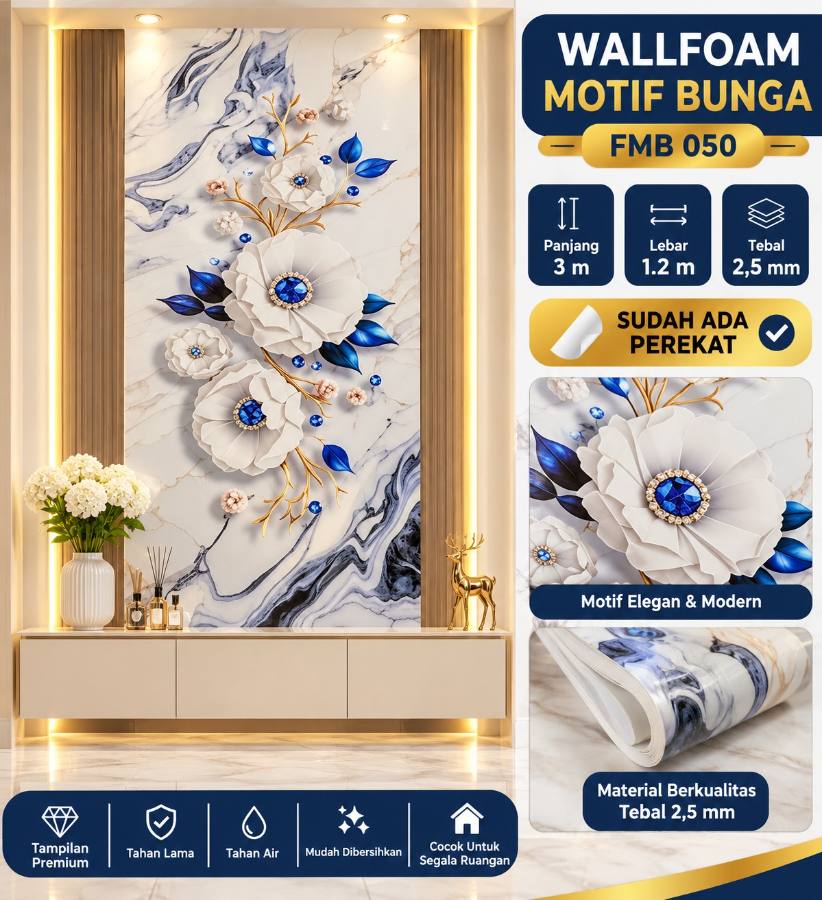 WALLFOAM
MOTIF BUNGA
FMB 050
Panjang
3 m
Lebar
1.2 m
Tebal
2,5 mm
SUDAH ADA
PEREKAT
Motif Elegan & Modern
Material Berkualitas
Tebal 2,5 mm
Tampilan
Premium
Tahan Lama
Tahan Air
Mudah Dibersihkan
Cocok Untuk
Segala Ruangan